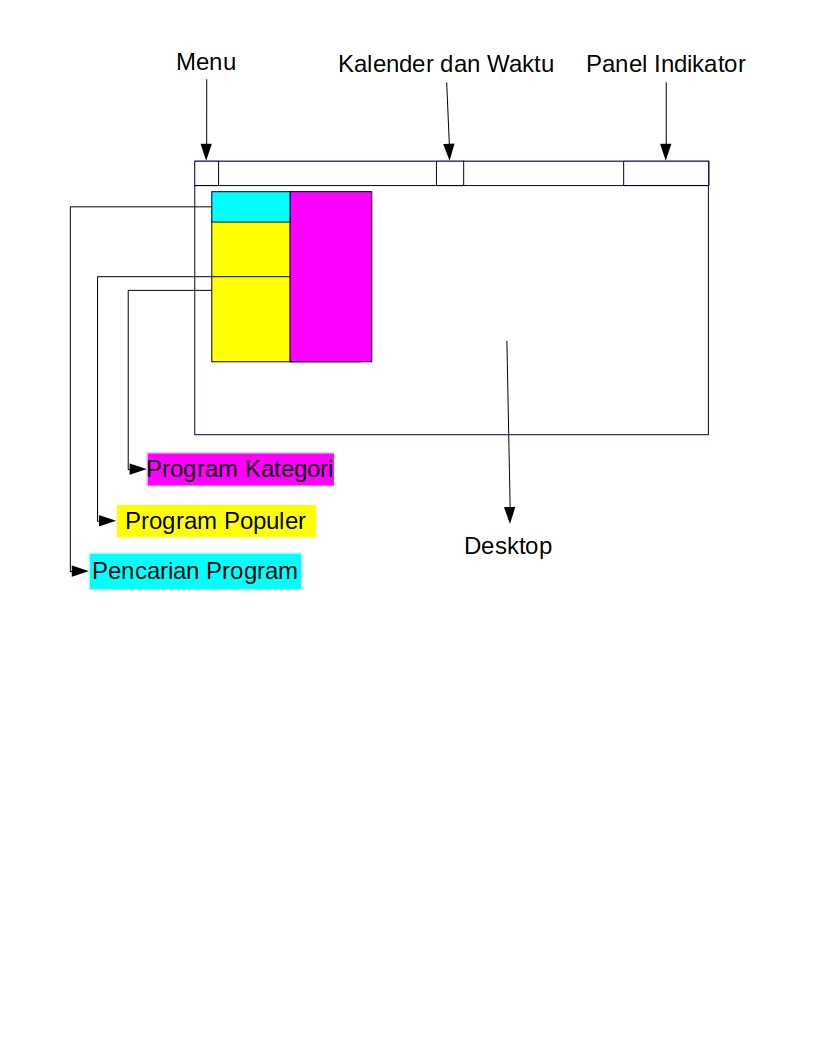 Menu
Kalender dan Waktu
Panel Indikator
Program Kategori
Program Populer
Desktop
Pencarian Program